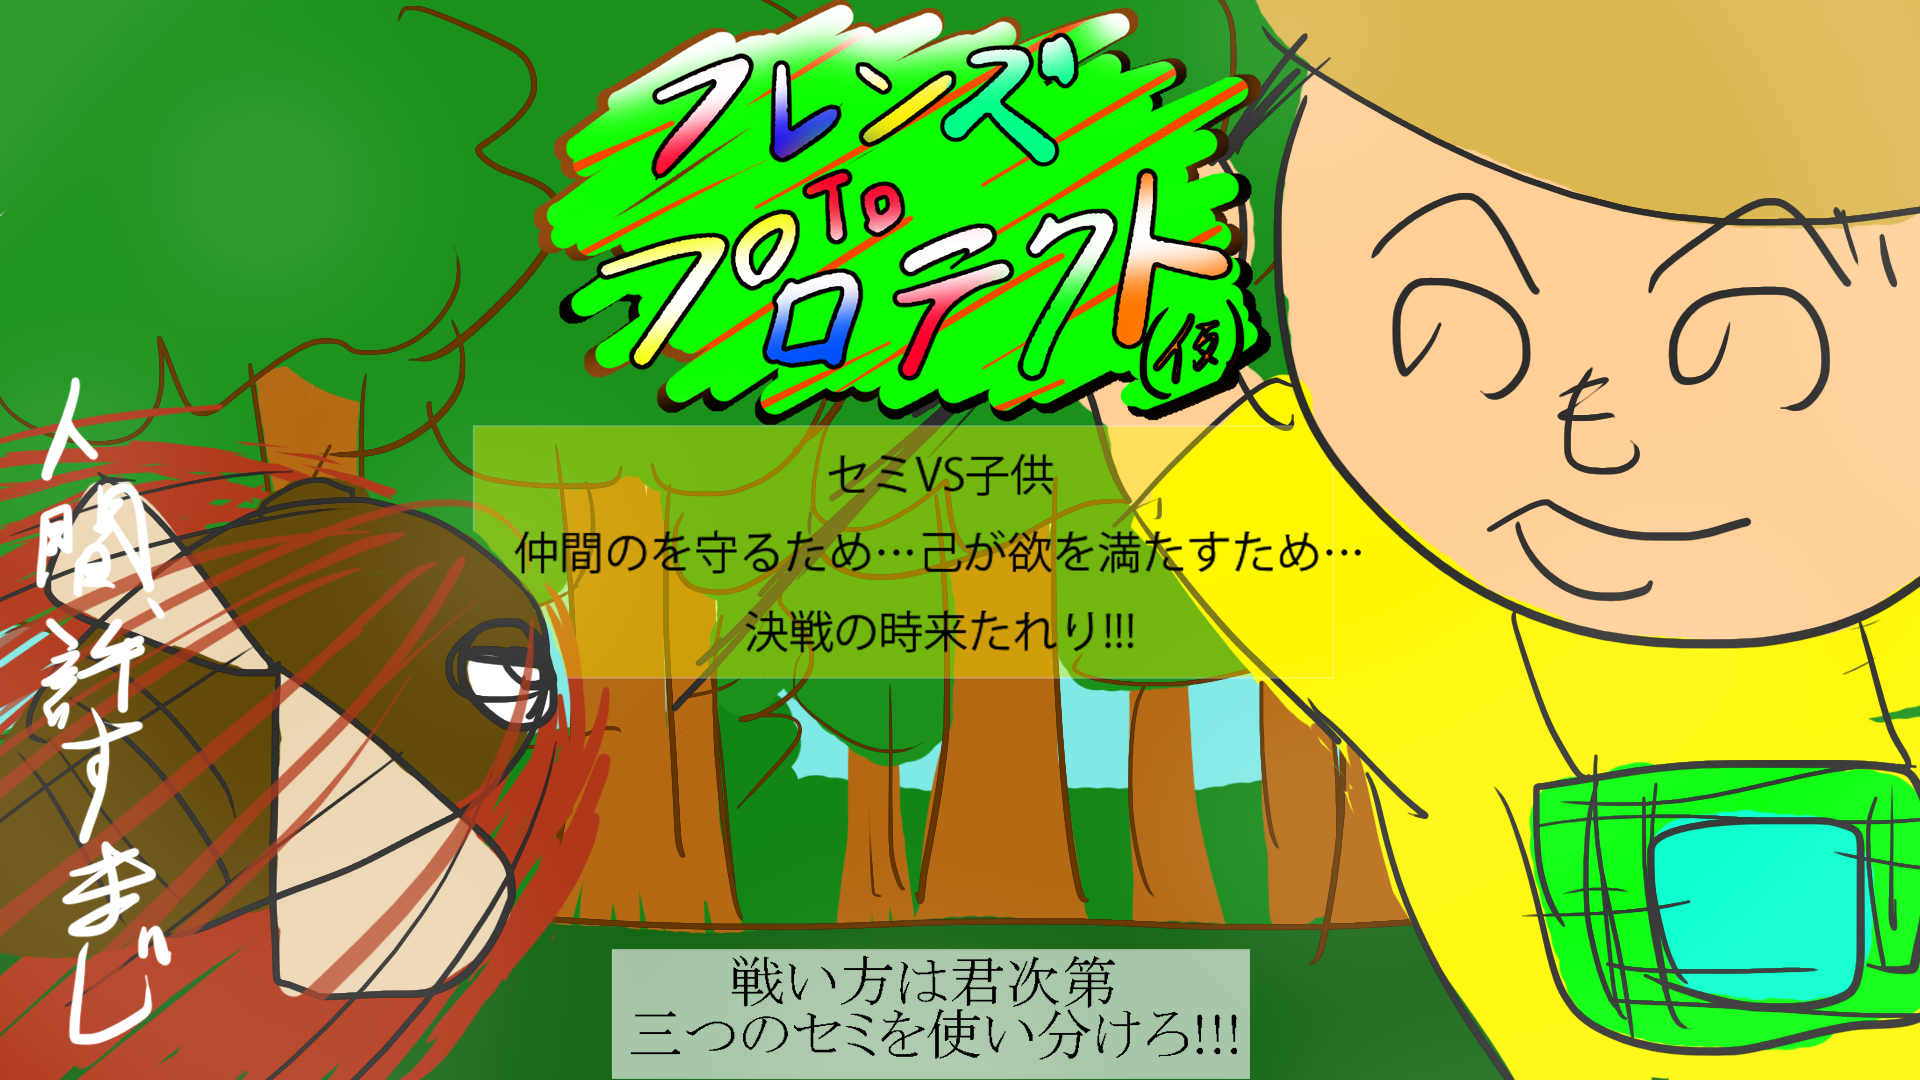 フレンズ
TO
プロテクト
(仮)
セミVS子供
仲間のを守るため…己が欲を満たすため…
決戦の時来たれり!!!
人間、許すまじ
戦い方は君次第
三つのセミを使い分けろ!!!